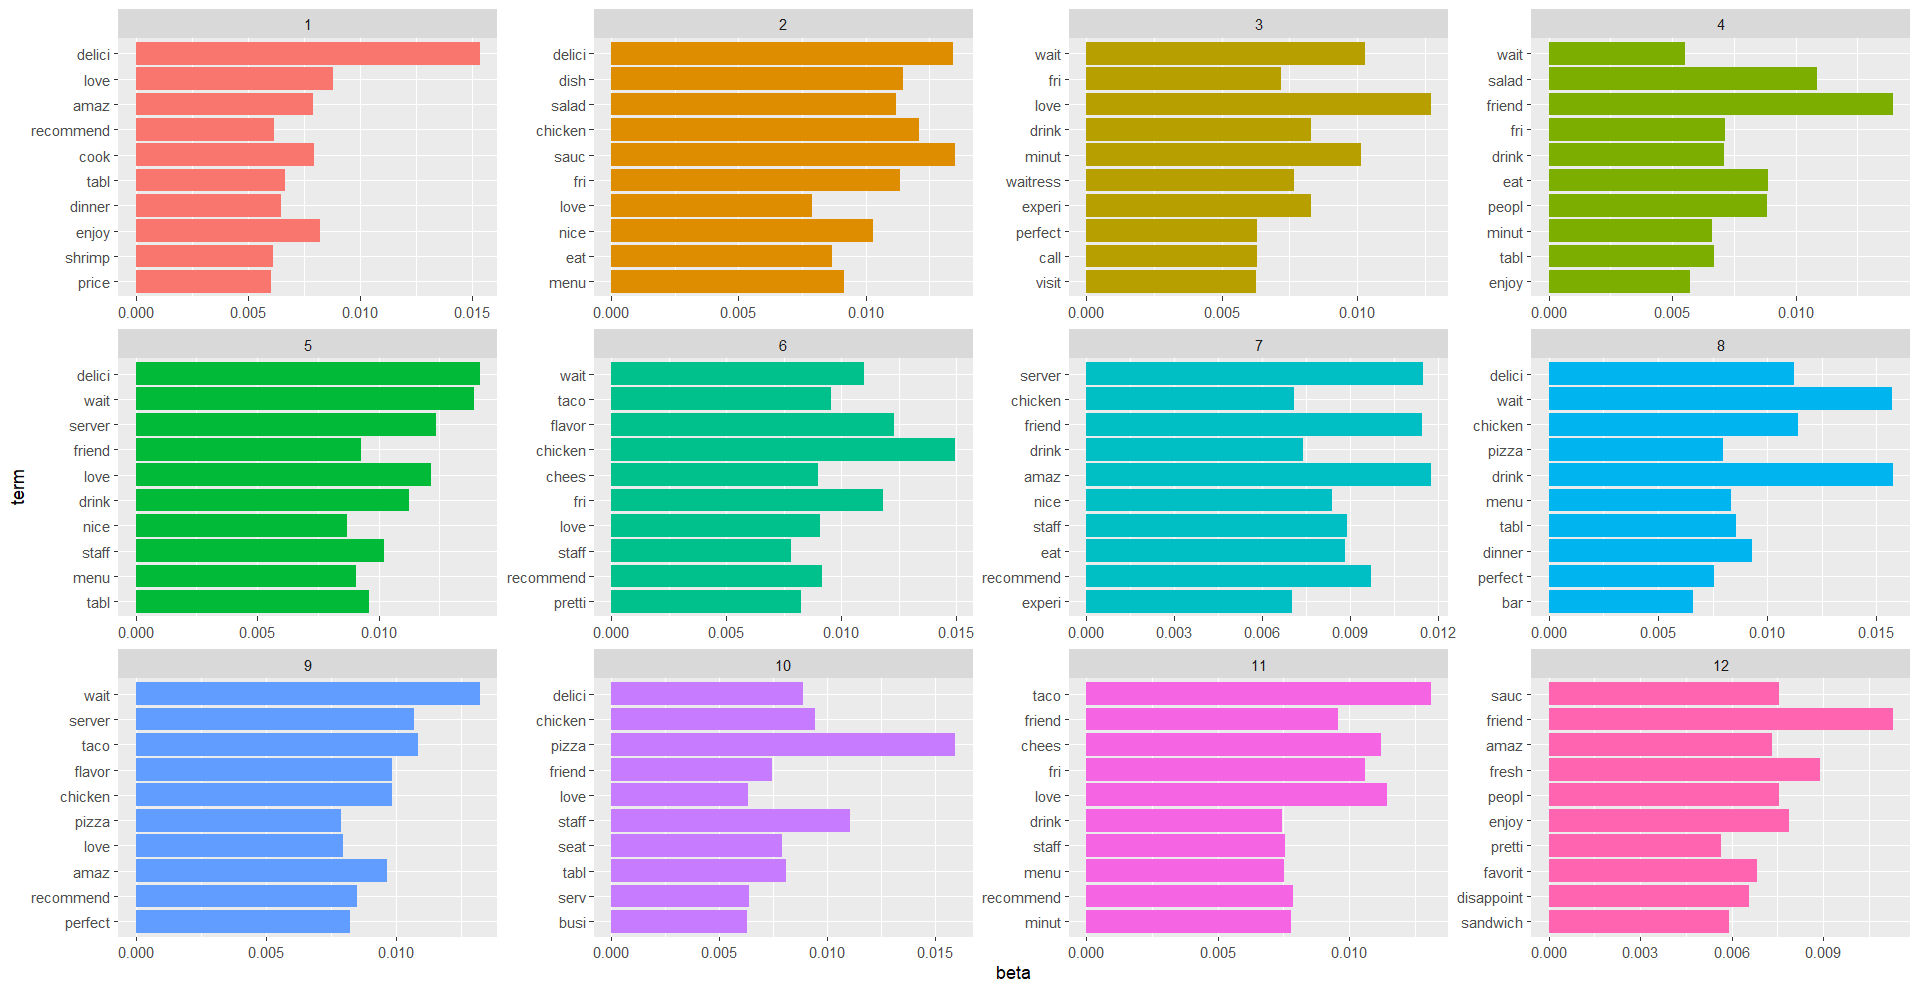 1
delici
love
amaz
recommend
cook
tabl
dinner
enjoy
shrimp
price
0.000 0.005 0.010 0.015
2
delici
dish
salad
chicken
sauc
fri
love
nice
eat
menu
0.000 0.005 0.010
3
wait
fri
love
drink
minut
waitress
experi
perfect
call
visit
0.000 0.005 0.010
4
wait
salad
friend
fri
drink
eat
peopl
minut
tabl
enjoy
0.000 0.005 0.010
term
5
delici
wait
server
friend
love
drink
nice
staff
menu
tabl
0.000 0.005 0.010
6
wait
taco
flavor
chicken
chees
fri
love
staff
recommend
pretti
0.000 0.005 0.010 0.015
7
server
chicken
friend
drink
amaz
nice
staff
eat
recommend
experi
0.000 0.003 0.006 0.009 0.012
8
delici
wait
chicken
pizza
drink
menu
tabl
dinner
perfect
bar
0.000 0.005 0.010 0.015
9
wait
server
taco
flavor
chicken
pizza
love
amaz
recommend
perfect
0.000 0.005 0.010
10
delici
chicken
pizza
friend
love
staff
seat
tabl
serv
busi
0.000 0.005 0.010 0.015
11
taco
friend
chees
fri
love
drink
staff
menu
recommend
minut
0.000 0.005 0.010
12
sauc
friend
amaz
fresh
peopl
enjoy
pretti
favorit
disappoint
sandwich
0.000 0.003 0.006 0.009
beta